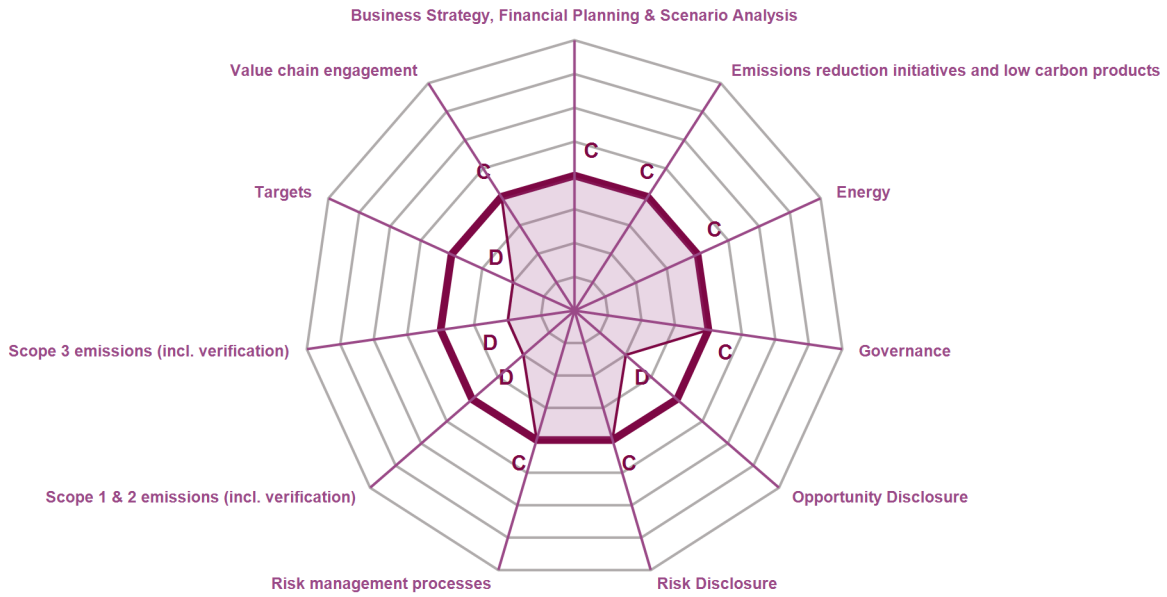 Business Strategy, Financial Planning & Scenario Analysis
Value chain engagement
Emissions reduction initiatives and low carbon products
C
C
C
Targets
Energy
C
D
Scope 3 emissions (incl. verification)
D
C
Governance
D
D
C
C
Scope 1 & 2 emissions (incl. verification)
Opportunity Disclosure
Risk management processes
Risk Disclosure